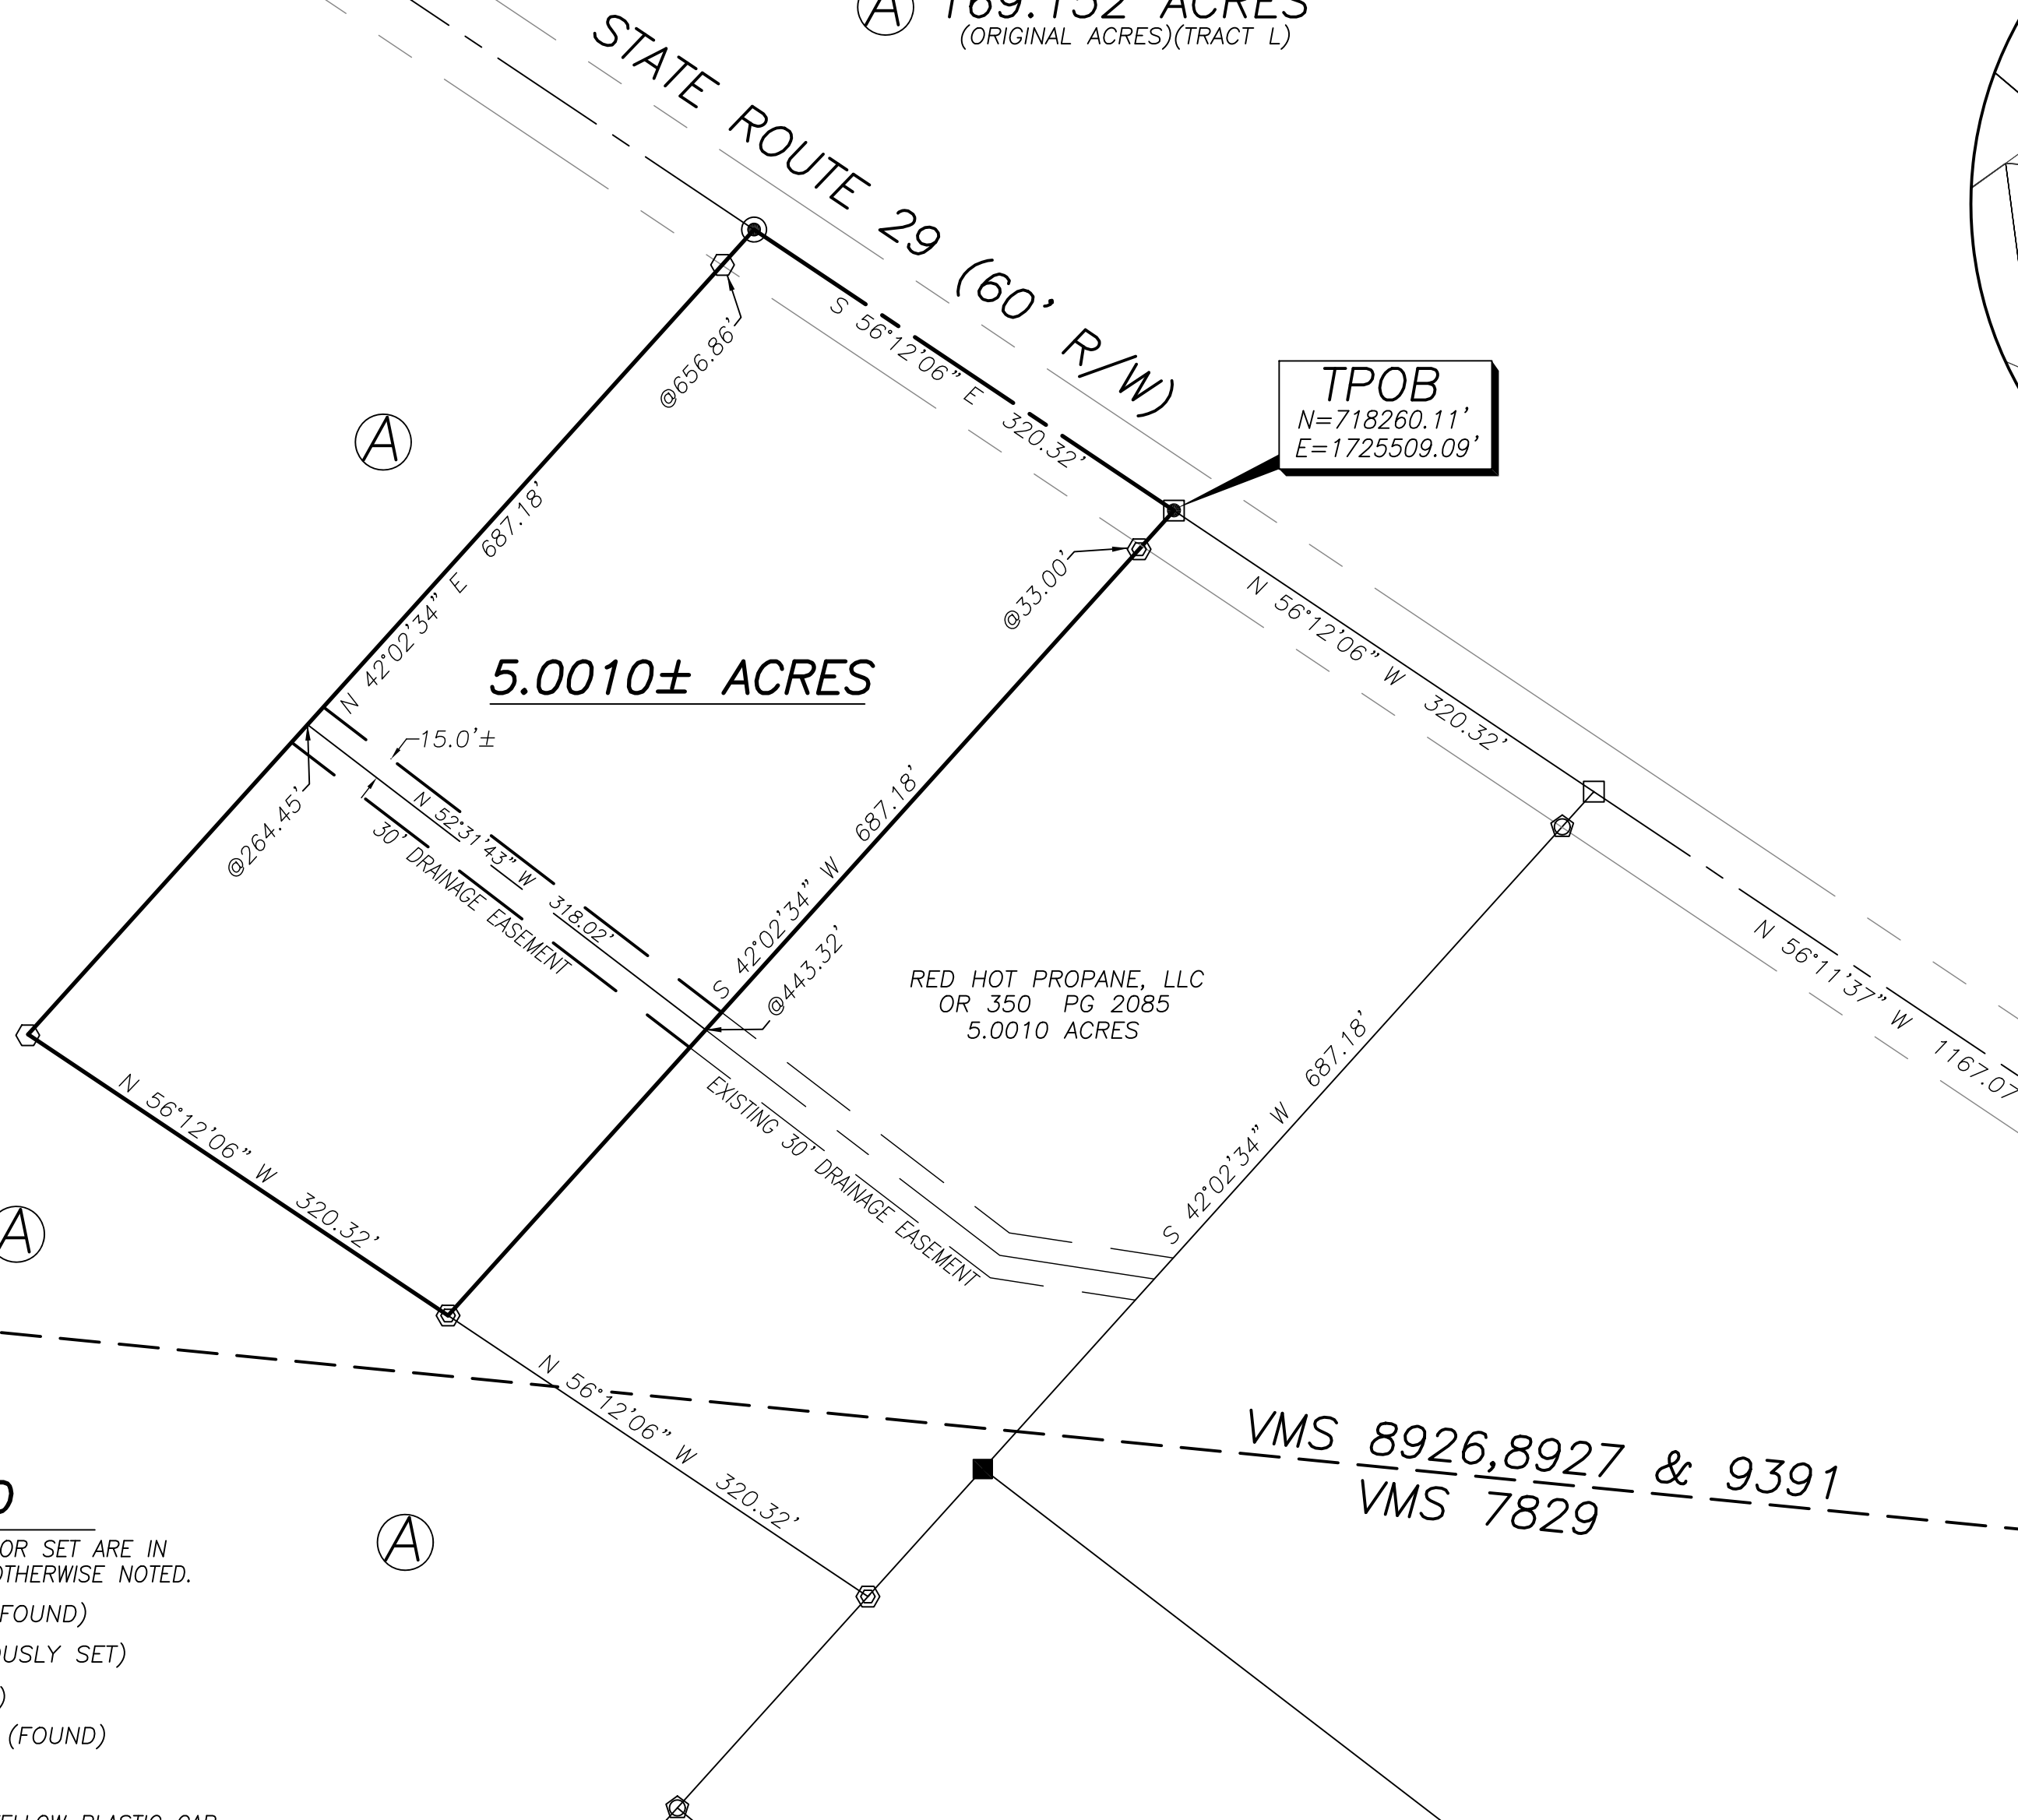 A 169.152 ACRES
(ORIGINAL ACRES)(TRACT L)
STATE ROUTE 29 (60' R/W)
@656.86'
S 56°12'06" E 320.32'
TPOB
N=718260.11'
E=1725509.09'
A
N 42°02'34" E 687.18'
@33.00'
N 56°12'06" W 320.32'
5.0010± ACRES
15.0'±
@264.45'
N 52°31'43" W 318.02'
30' DRAINAGE EASEMENT
S 42°02'34" W 687.18'
@443.32'
N 56°11'37" W 1167.07
RED HOT PROPANE, LLC
OR 350 PG 2085
5.0010 ACRES
EXISTING 30' DRAINAGE EASEMENT
S 42°02'34" W 687.18'
N 56°12'06" W 320.32'
A
N 56°12'06" W 320.32'
VMS 8926,8927 & 9391
VMS 7829
A
OR SET ARE IN
OTHERWISE NOTED.
FOUND)
OUSLY SET)
)
(FOUND)